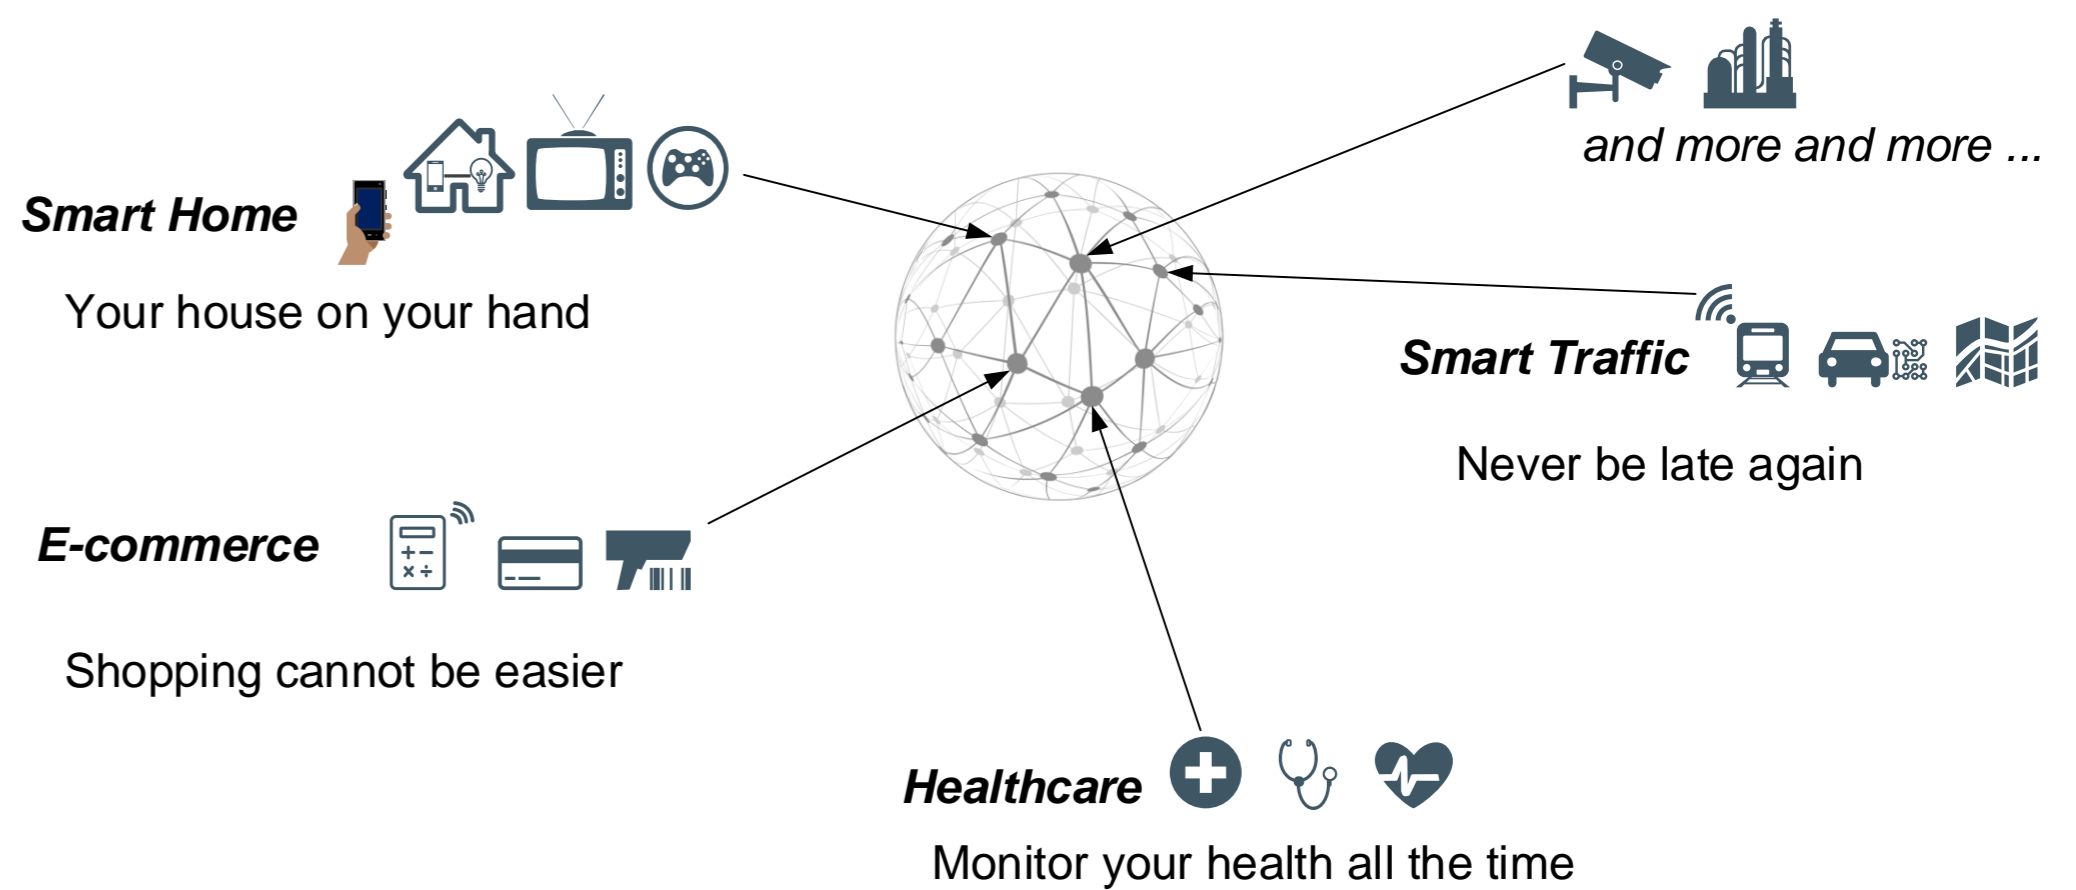 and more and more ...
Smart Home
Your house on your hand
Smart Traffic
Never be late again
E-commerce
Shopping cannot be easier
Healthcare
Monitor your health all the time